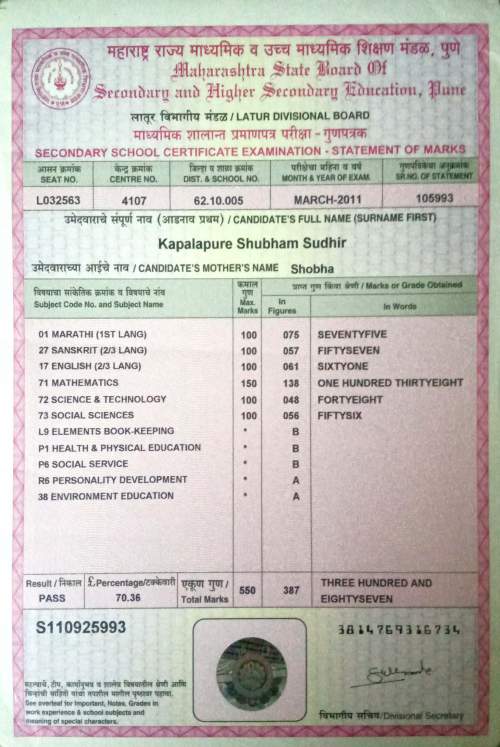 महाराष्ट्र राज्य माध्यमिक व उच्च माध्यमिक शिक्षण मंडळ, पुणे
Maharashtra State Board Of
Secondary and Higher Secondary Education, Pune
लातूर विभागीय मंडळ / LATUR DIVISIONAL BOARD
माध्यमिक शालान्त प्रमाणपत्र परीक्षा - गुणपत्रक
SECONDARY SCHOOL CERTIFICATE EXAMINATION - STATEMENT OF MARKS
आसन क्रमांक केन्द्र क्रमांक जिल्हा व शाळा क्रमांक परीक्षेचा महिना व वर्ष गुणपत्रिकेचा अनुक्रमांक
SEAT NO. CENTRE NO. DIST. & SCHOOL NO. MONTH & YEAR OF EXAM. SR.NO. OF STATEMENT
L032563 4107 62.10.005 MARCH-2011 105993
उमेदवाराचे संपूर्ण नाव (आडनाव प्रथम) / CANDIDATE'S FULL NAME (SURNAME FIRST)
Kapalapure Shubham Sudhir
उमेदवाराच्या आईचे नाव / CANDIDATE'S MOTHER'S NAME Shobha
विषयाचा सांकेतिक क्रमांक व विषयाचे नांव कमाल गुण प्राप्त गुण किंवा श्रेणी / Marks or Grade Obtained
Subject Code No. and Subject Name Max. Marks In Figures In Words
01 MARATHI (1ST LANG) 100 075 SEVENTYFIVE
27 SANSKRIT (2/3 LANG) 100 057 FIFTYSEVEN
17 ENGLISH (2/3 LANG) 100 061 SIXTYONE
71 MATHEMATICS 150 138 ONE HUNDRED THIRTYEIGHT
72 SCIENCE & TECHNOLOGY 100 048 FORTYEIGHT
73 SOCIAL SCIENCES 100 056 FIFTYSIX
L9 ELEMENTS BOOK-KEEPING * B
P1 HEALTH & PHYSICAL EDUCATION * B
P6 SOCIAL SERVICE * B
R6 PERSONALITY DEVELOPMENT * A
38 ENVIRONMENT EDUCATION * A
Result / निकाल £.Percentage/टक्केवारी एकूण गुण / 550 387 THREE HUNDRED AND
PASS 70.36 Total Marks EIGHTYSEVEN
S110925993 3814769316734
महत्वाचे, टीप, कार्यानुभव व शालेय विषयातील श्रेणी आणि
चिन्हांची माहिती यांचा तपशील मागील पृष्ठावर पहावा.
See overleaf for Important, Notes, Grades in
work experience & school subjects and
meaning of special characters.
विभागीय सचिव/Divisional Secretary